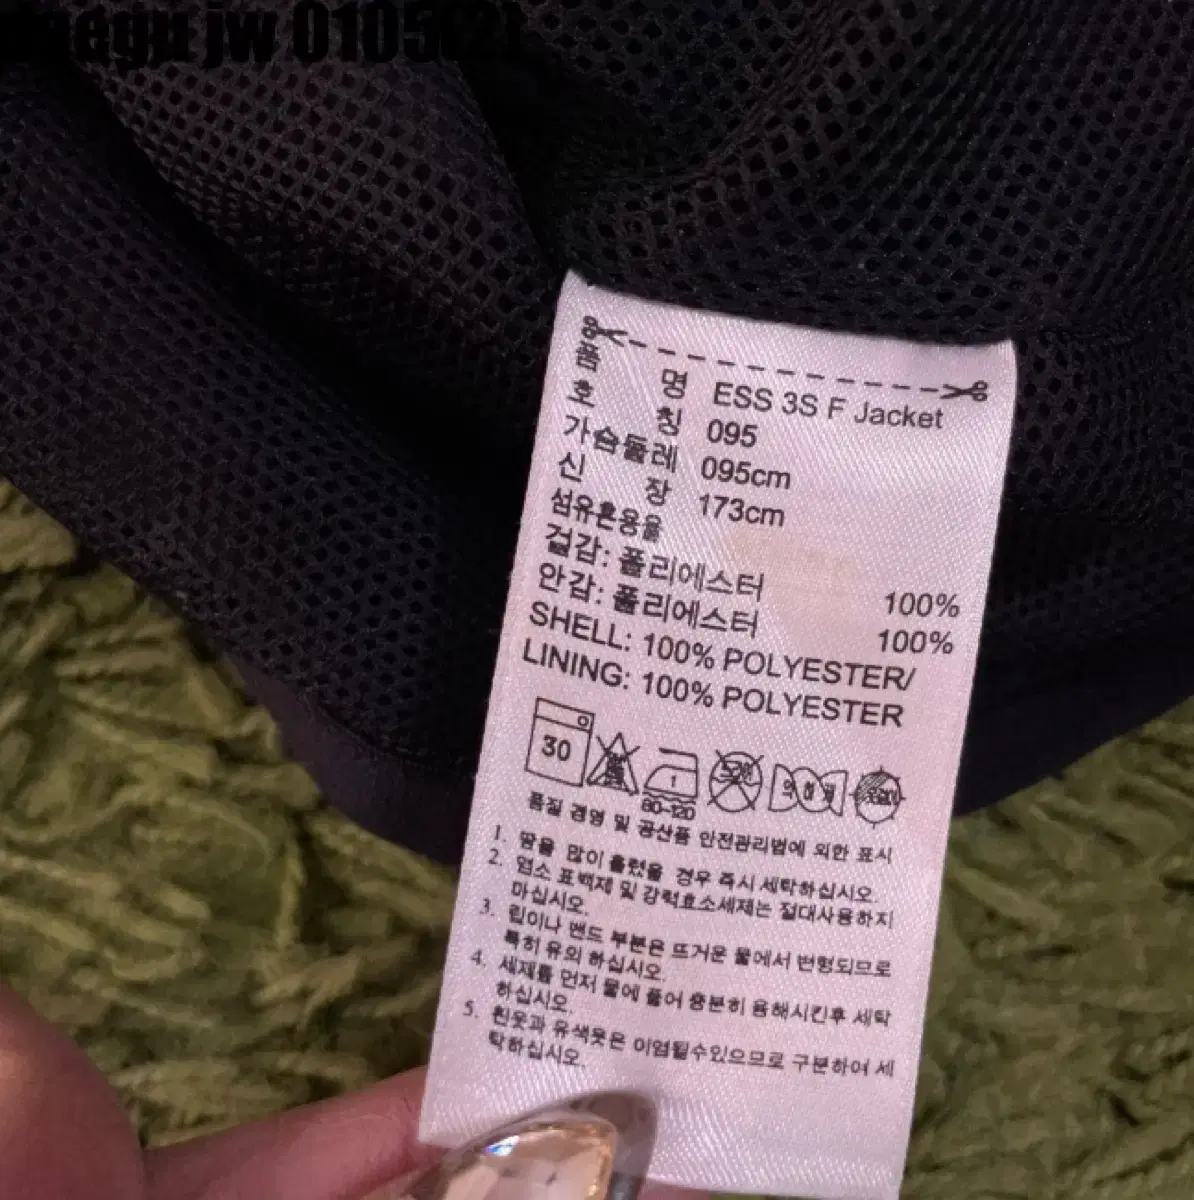 daegu jw 0105(2)
품 명 ESS 3S F Jacket
호 칭 095
가슴둘레 095cm
신 장 173cm
섬유혼용율
겉감: 폴리에스터 100%
안감: 폴리에스터 100%
SHELL: 100% POLYESTER/
LINING: 100% POLYESTER
30
1
80-120
품질 경영 및 공산품 안전관리법에 의한 표시
1. 땀을 많이 흘렸을 경우 즉시 세탁하십시오.
2. 염소 표백제 및 강력효소세제는 절대사용하지
마십시오.
3. 립이나 밴드 부분은 뜨거운 물에서 변형되므로
특히 유의 하십시오.
4. 세제를 먼저 물에 풀어 충분히 용해시킨후 세탁
하십시오.
5. 흰옷과 유색옷은 이염될수있으므로 구분하여 세
탁하십시오.